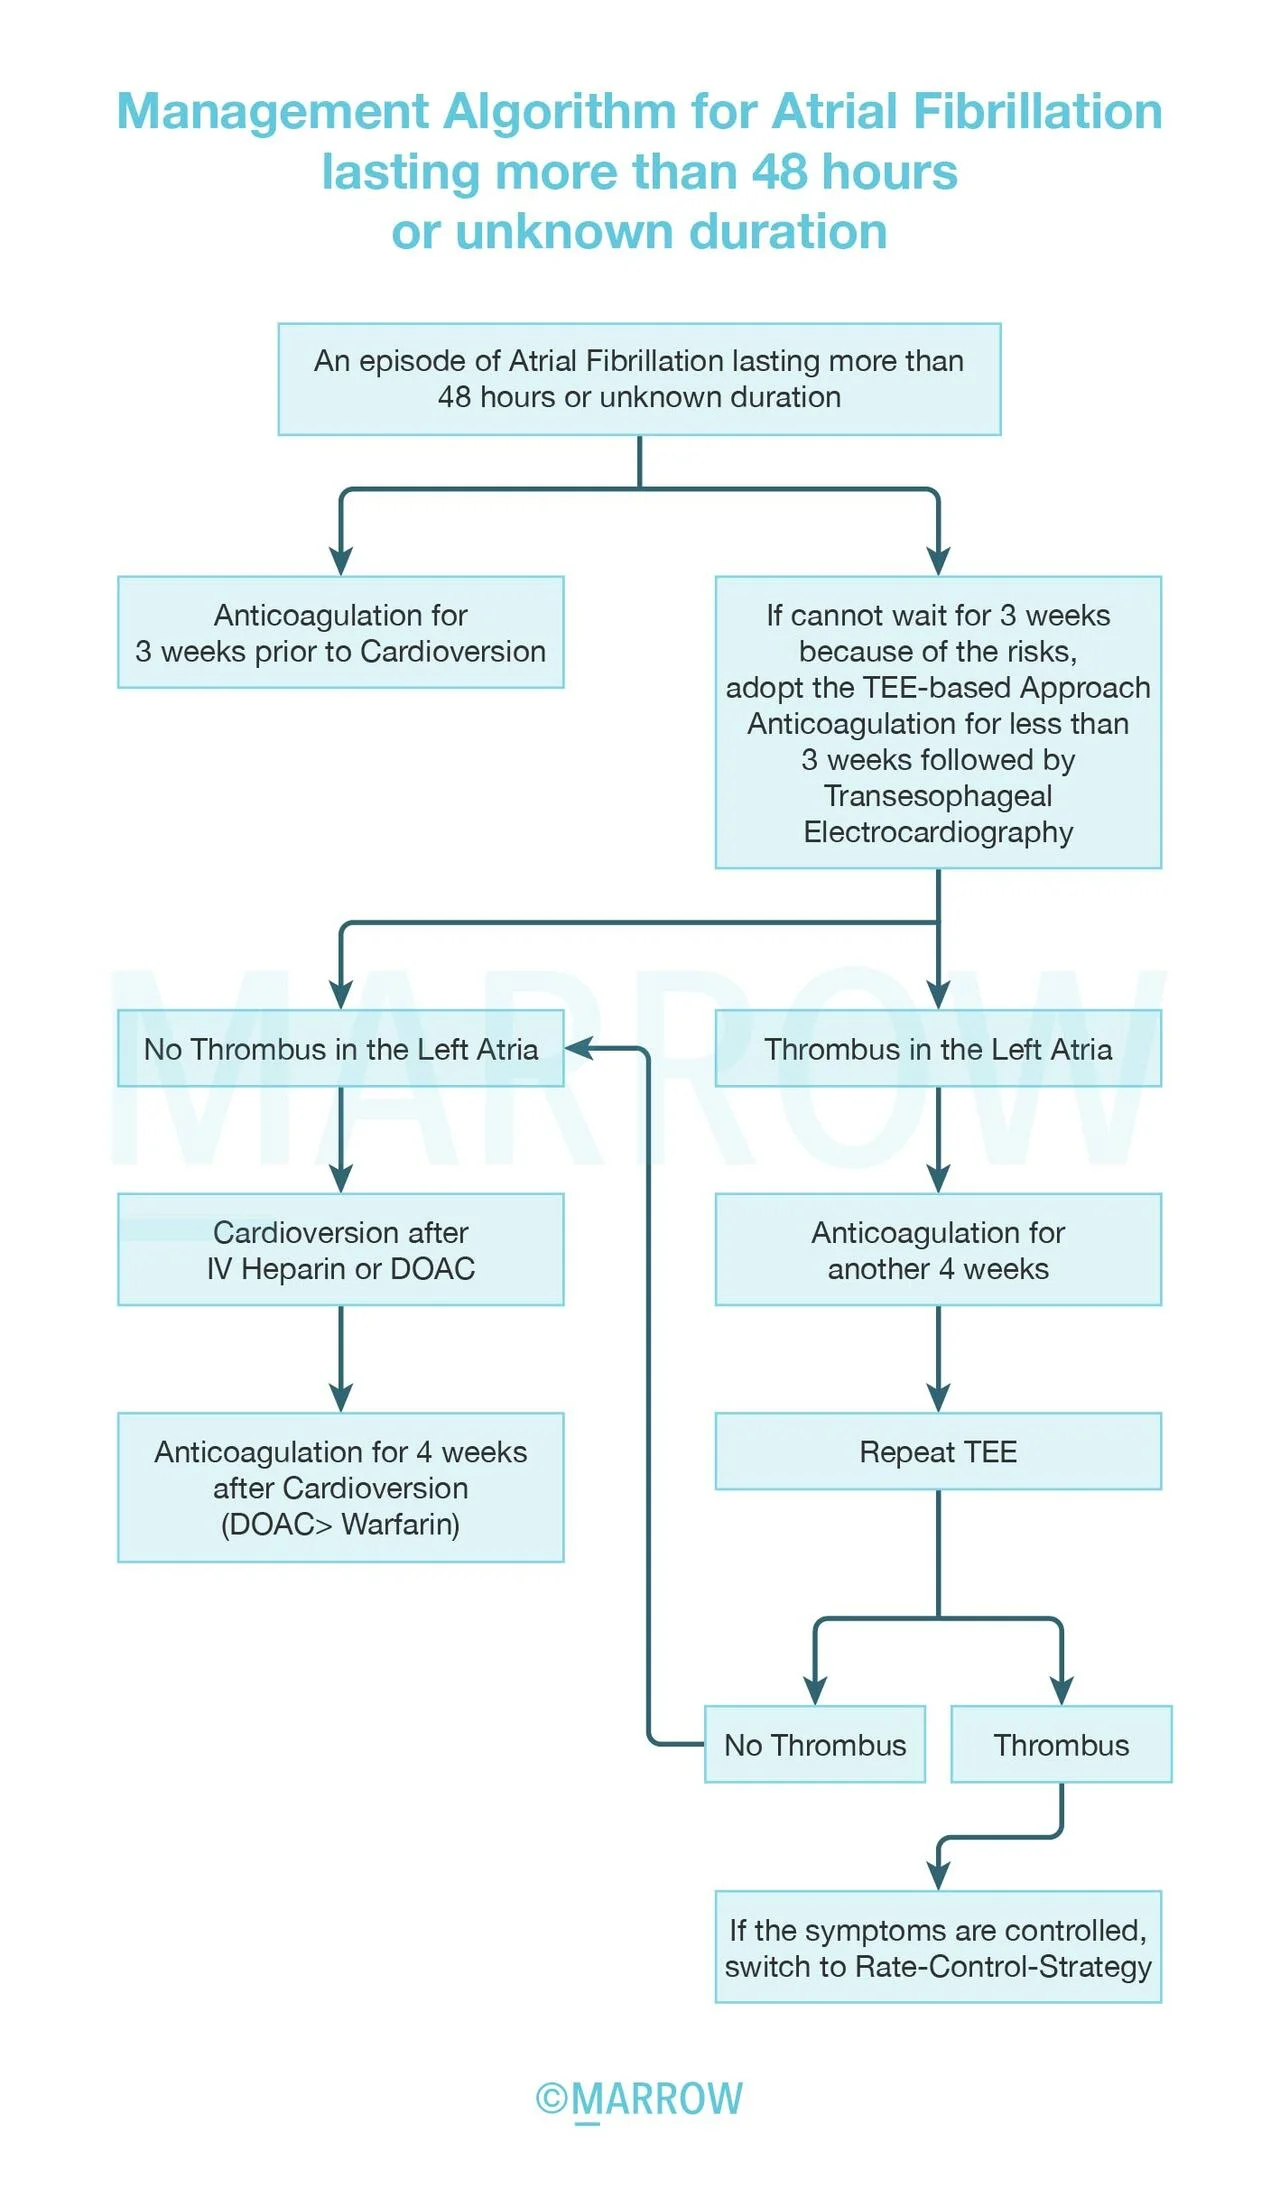 Management Algorithm for Atrial Fibrillation
lasting more than 48 hours
or unknown duration
An episode of Atrial Fibrillation lasting more than
48 hours or unknown duration
Anticoagulation for
3 weeks prior to Cardioversion
If cannot wait for 3 weeks
because of the risks,
adopt the TEE-based Approach
Anticoagulation for less than
3 weeks followed by
Transesophageal
Electrocardiography
MARROW
No Thrombus in the Left Atria
Thrombus in the Left Atria
Cardioversion after
IV Heparin or DOAC
Anticoagulation for
another 4 weeks
Anticoagulation for 4 weeks
after Cardioversion
(DOAC> Warfarin)
Repeat TEE
No Thrombus
Thrombus
If the symptoms are controlled,
switch to Rate-Control-Strategy
©MARROW